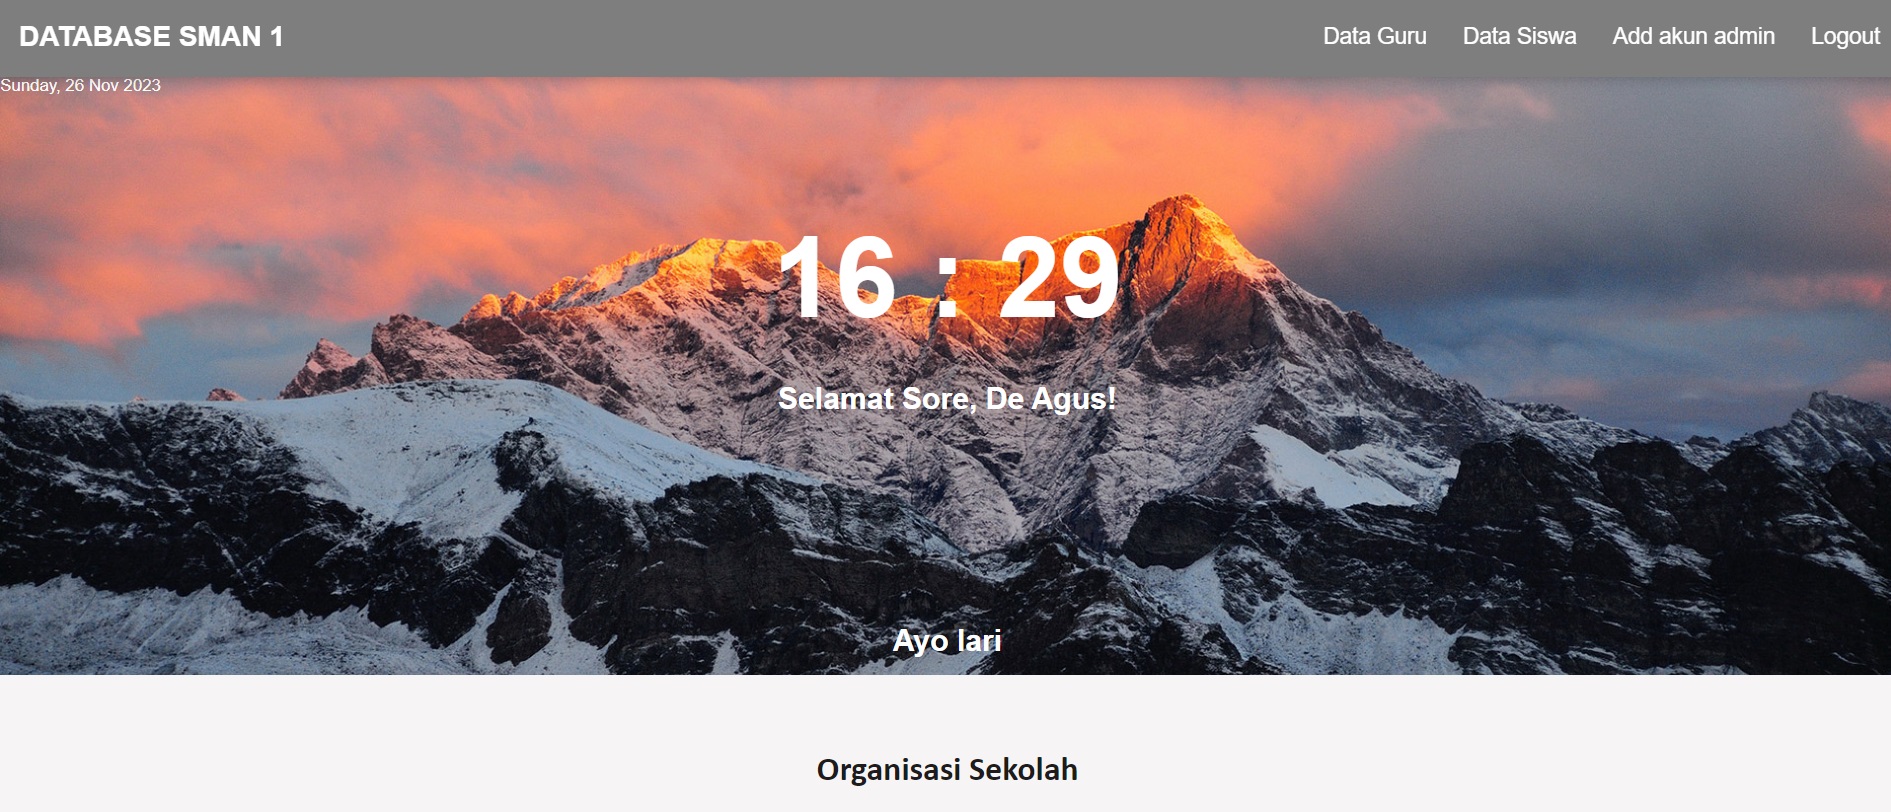 DATABASE SMAN 1
Data Guru Data Siswa Add akun admin Logout
Sunday, 26 Nov 2023
16 : 29
Selamat Sore, De Agus!
Ayo lari
Organisasi Sekolah